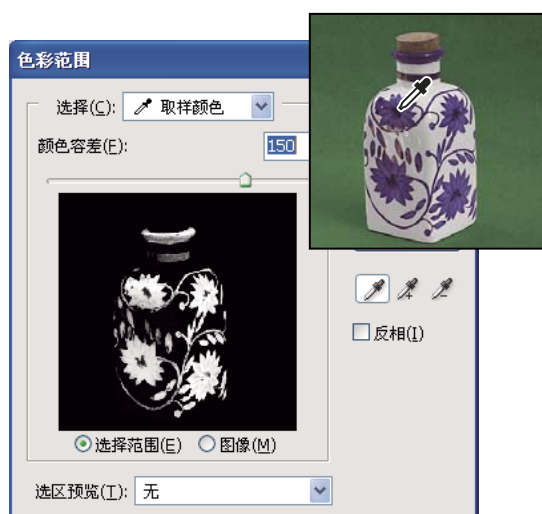 色彩范围
选择(C): 取样颜色
颜色容差(F): 150
反相(I)
选择范围(E) 图像(M)
选区预览(T): 无